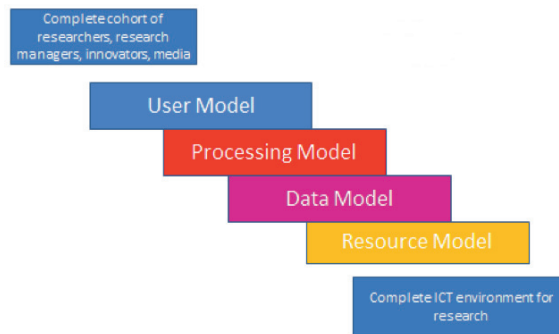 Complete cohort of
researchers, research
managers, innovators, media
User Model
Processing Model
Data Model
Resource Model
Complete ICT environment for
research